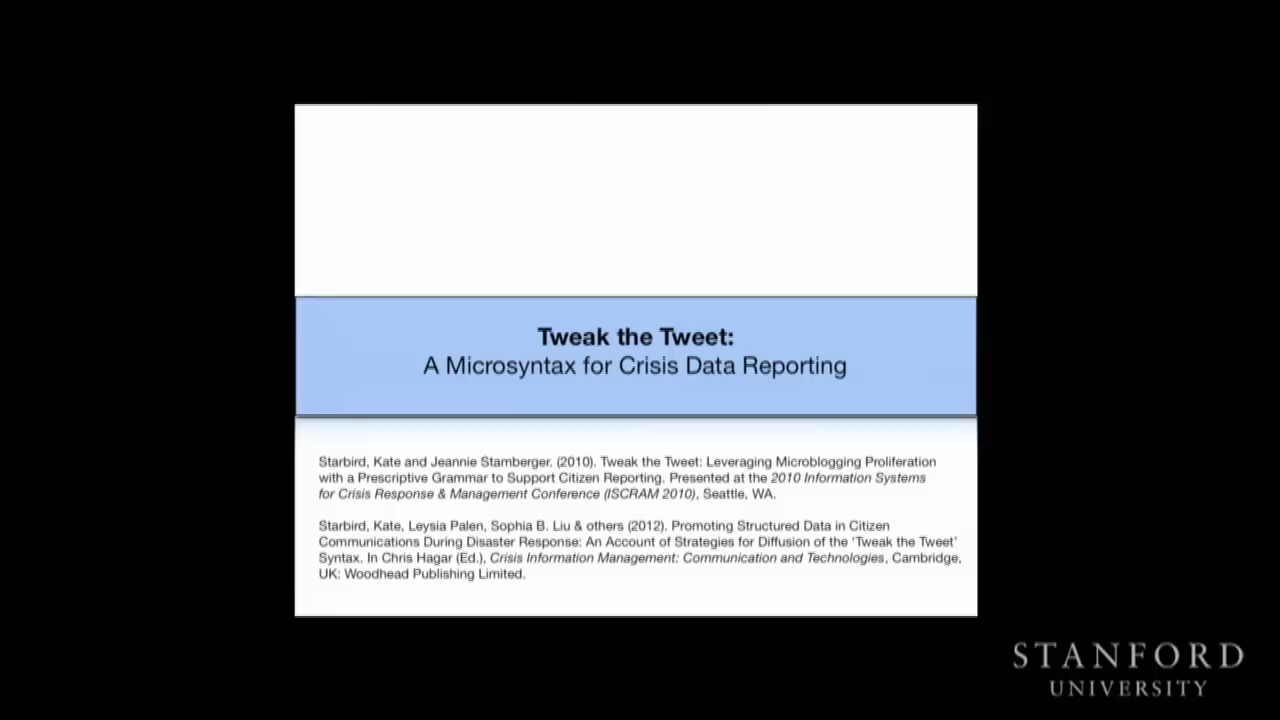 Tweak the Tweet:
A Microsyntax for Crisis Data Reporting
Starbird, Kate and Jeannie Stamberger. (2010). Tweak the Tweet: Leveraging Microblogging Proliferation
with a Prescriptive Grammar to Support Citizen Reporting. Presented at the 2010 Information Systems
for Crisis Response & Management Conference (ISCRAM 2010), Seattle, WA.
Starbird, Kate, Leysia Palen, Sophia B. Liu & others (2012). Promoting Structured Data in Citizen
Communications During Disaster Response: An Account of Strategies for Diffusion of the 'Tweak the Tweet'
Syntax. In Chris Hagar (Ed.), Crisis Information Management: Communication and Technologies, Cambridge,
UK: Woodhead Publishing Limited.
STANFORD
UNIVERSITY